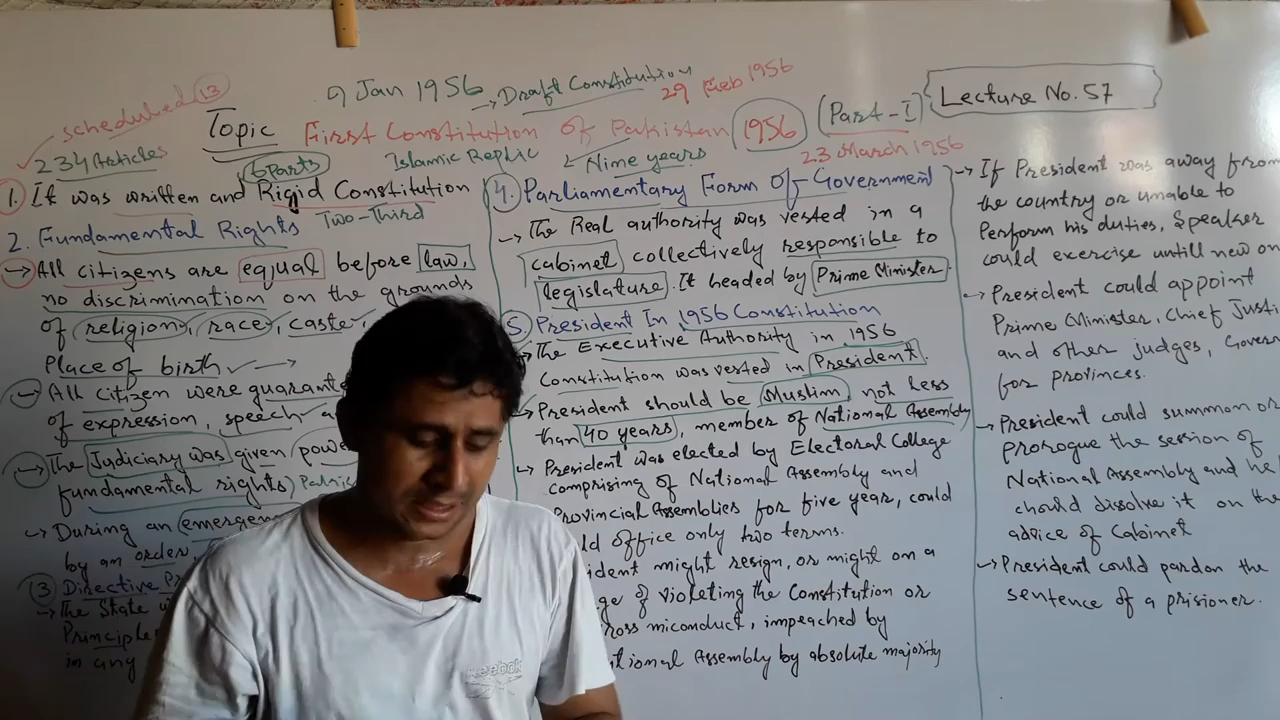 9 Jan 1956 → Draft Constitution 29 Feb 1956
Lecture No. 57
scheduled 13
Topic First Constitution of Pakistan 1956 (Part-I)
234 Articles
6 Parts
Islamic Replic
Nime years
23 March 1956
1. It was written and Rigid Constitution
Two-Third
2. Fundamental Rights
→ All citizens are equal before law,
no discrimination on the grounds
of religion, race, caste,
Place of birth
→ All citizen were guarante
of expression, speech
→ The Judiciary was given power
fundamental rights)
→ During an emergen
by an order,
(3) Directive Pr
→ The State
Principle
in any
4. Parliamentary Form Of Government
→ The Real authority was vested in a
cabinet collectively responsible to
legislature. It headed by Prime Minister.
5. President In 1956 Constitution
→ The Executive Authority in 1956
Constitution was vested in President.
→ President should be Muslim not less
than 40 years, member of National Assembly
→ President was elected by Electoral College
comprising of National Assembly and
Provincial Assemblies for five year, could
ld office only two terms.
ident might resign, or might on a
ge of violeting the Constitution or
ross miconduct, impeached by
tional Assembly by absolute majority
→ If President was away from
the country or unable to
Perform his duties, Speaker
could exercise untill new on
→ President could appoint
Prime Minister, Chief Justi
and other judges, Govern
for provinces.
→ President could summon or
prorogue the session of
National Assembly and he
should dissolve it on the
advice of Cabinet
→ President could pardon the
sentence of a prisioner.
Reebok